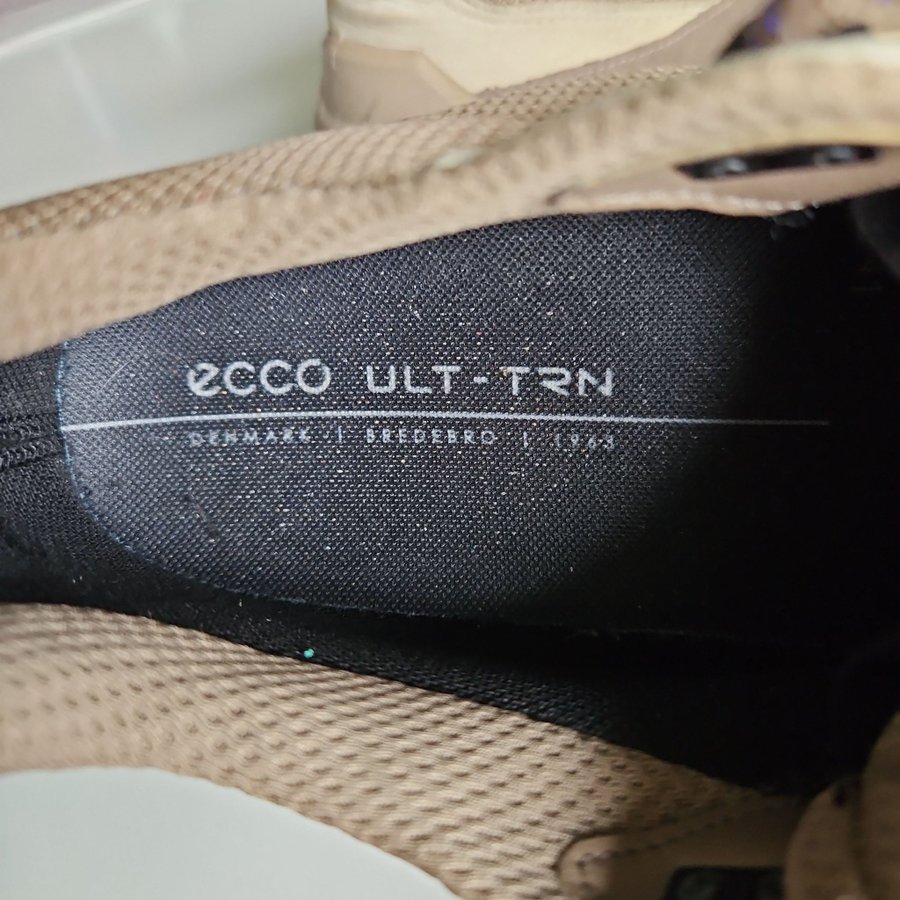 ecco ULT-TRN
DENMARK | BREDEBRO | 1963